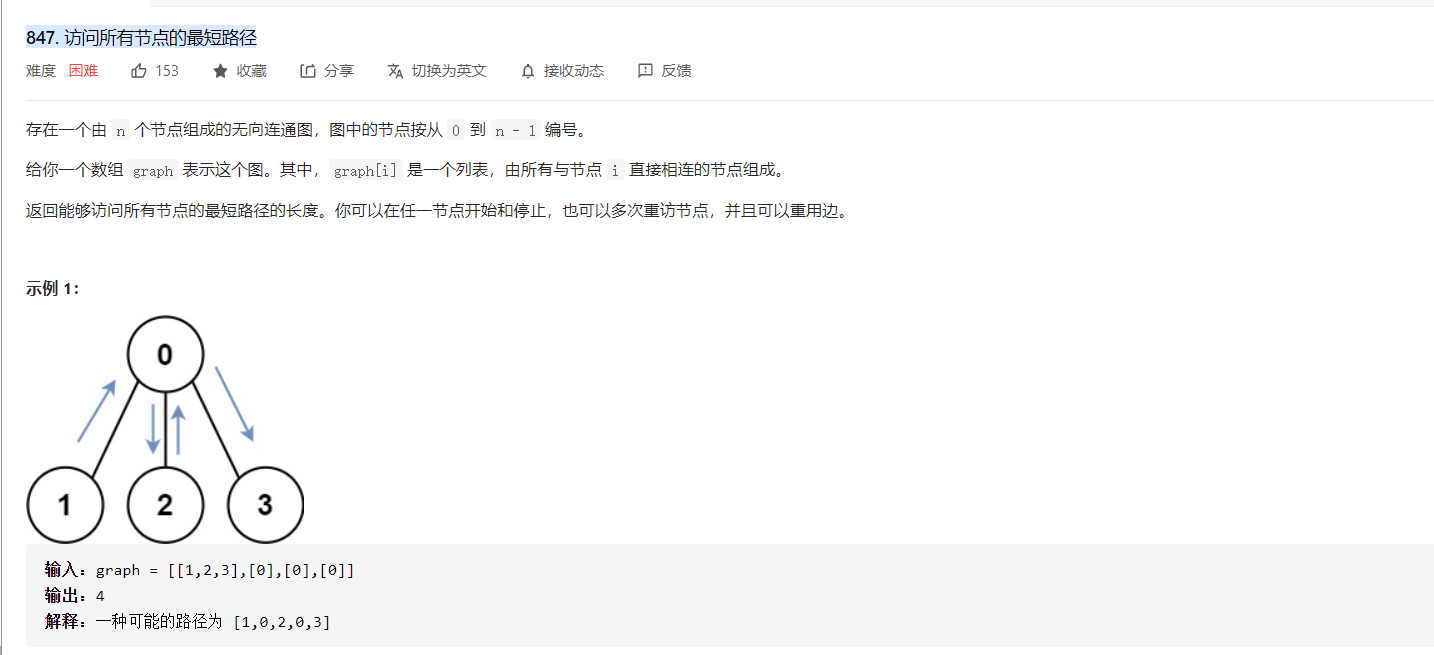 847. 访问所有节点的最短路径
难度 困难 153 收藏 分享 切换为英文 接收动态 反馈
存在一个由 n 个节点组成的无向连通图，图中的节点按从 0 到 n - 1 编号。
给你一个数组 graph 表示这个图。其中，graph[i] 是一个列表，由所有与节点 i 直接相连的节点组成。
返回能够访问所有节点的最短路径的长度。你可以在任一节点开始和停止，也可以多次重访节点，并且可以重用边。
示例 1：
0
1 2 3
输入：graph = [[1,2,3],[0],[0],[0]]
输出：4
解释：一种可能的路径为 [1,0,2,0,3]